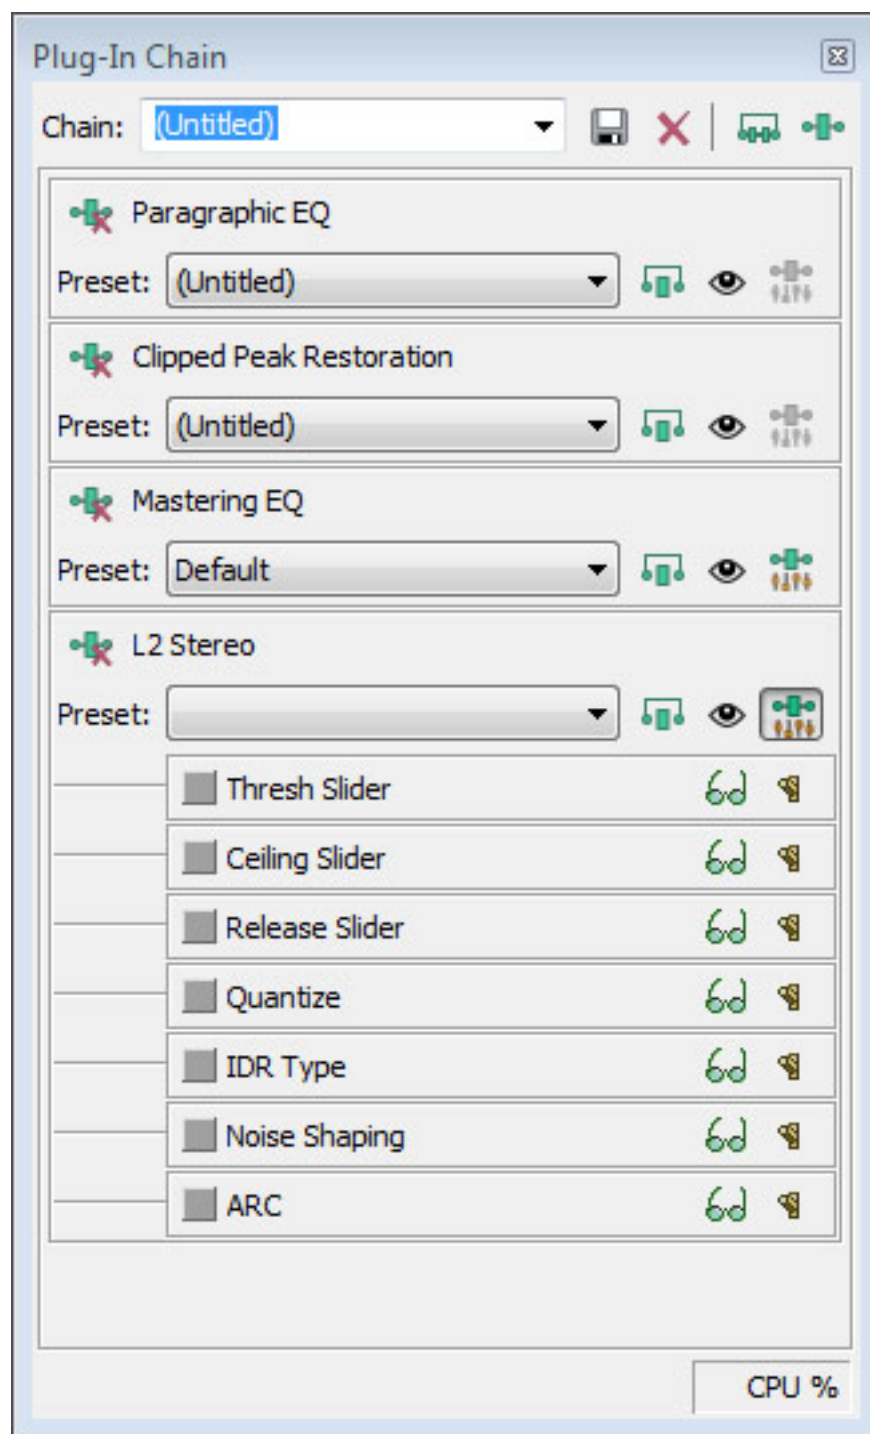 Plug-In Chain
Chain: (Untitled)
Paragraphic EQ
Preset: (Untitled)
Clipped Peak Restoration
Preset: (Untitled)
Mastering EQ
Preset: Default
L2 Stereo
Preset:
Thresh Slider
Ceiling Slider
Release Slider
Quantize
IDR Type
Noise Shaping
ARC
CPU %